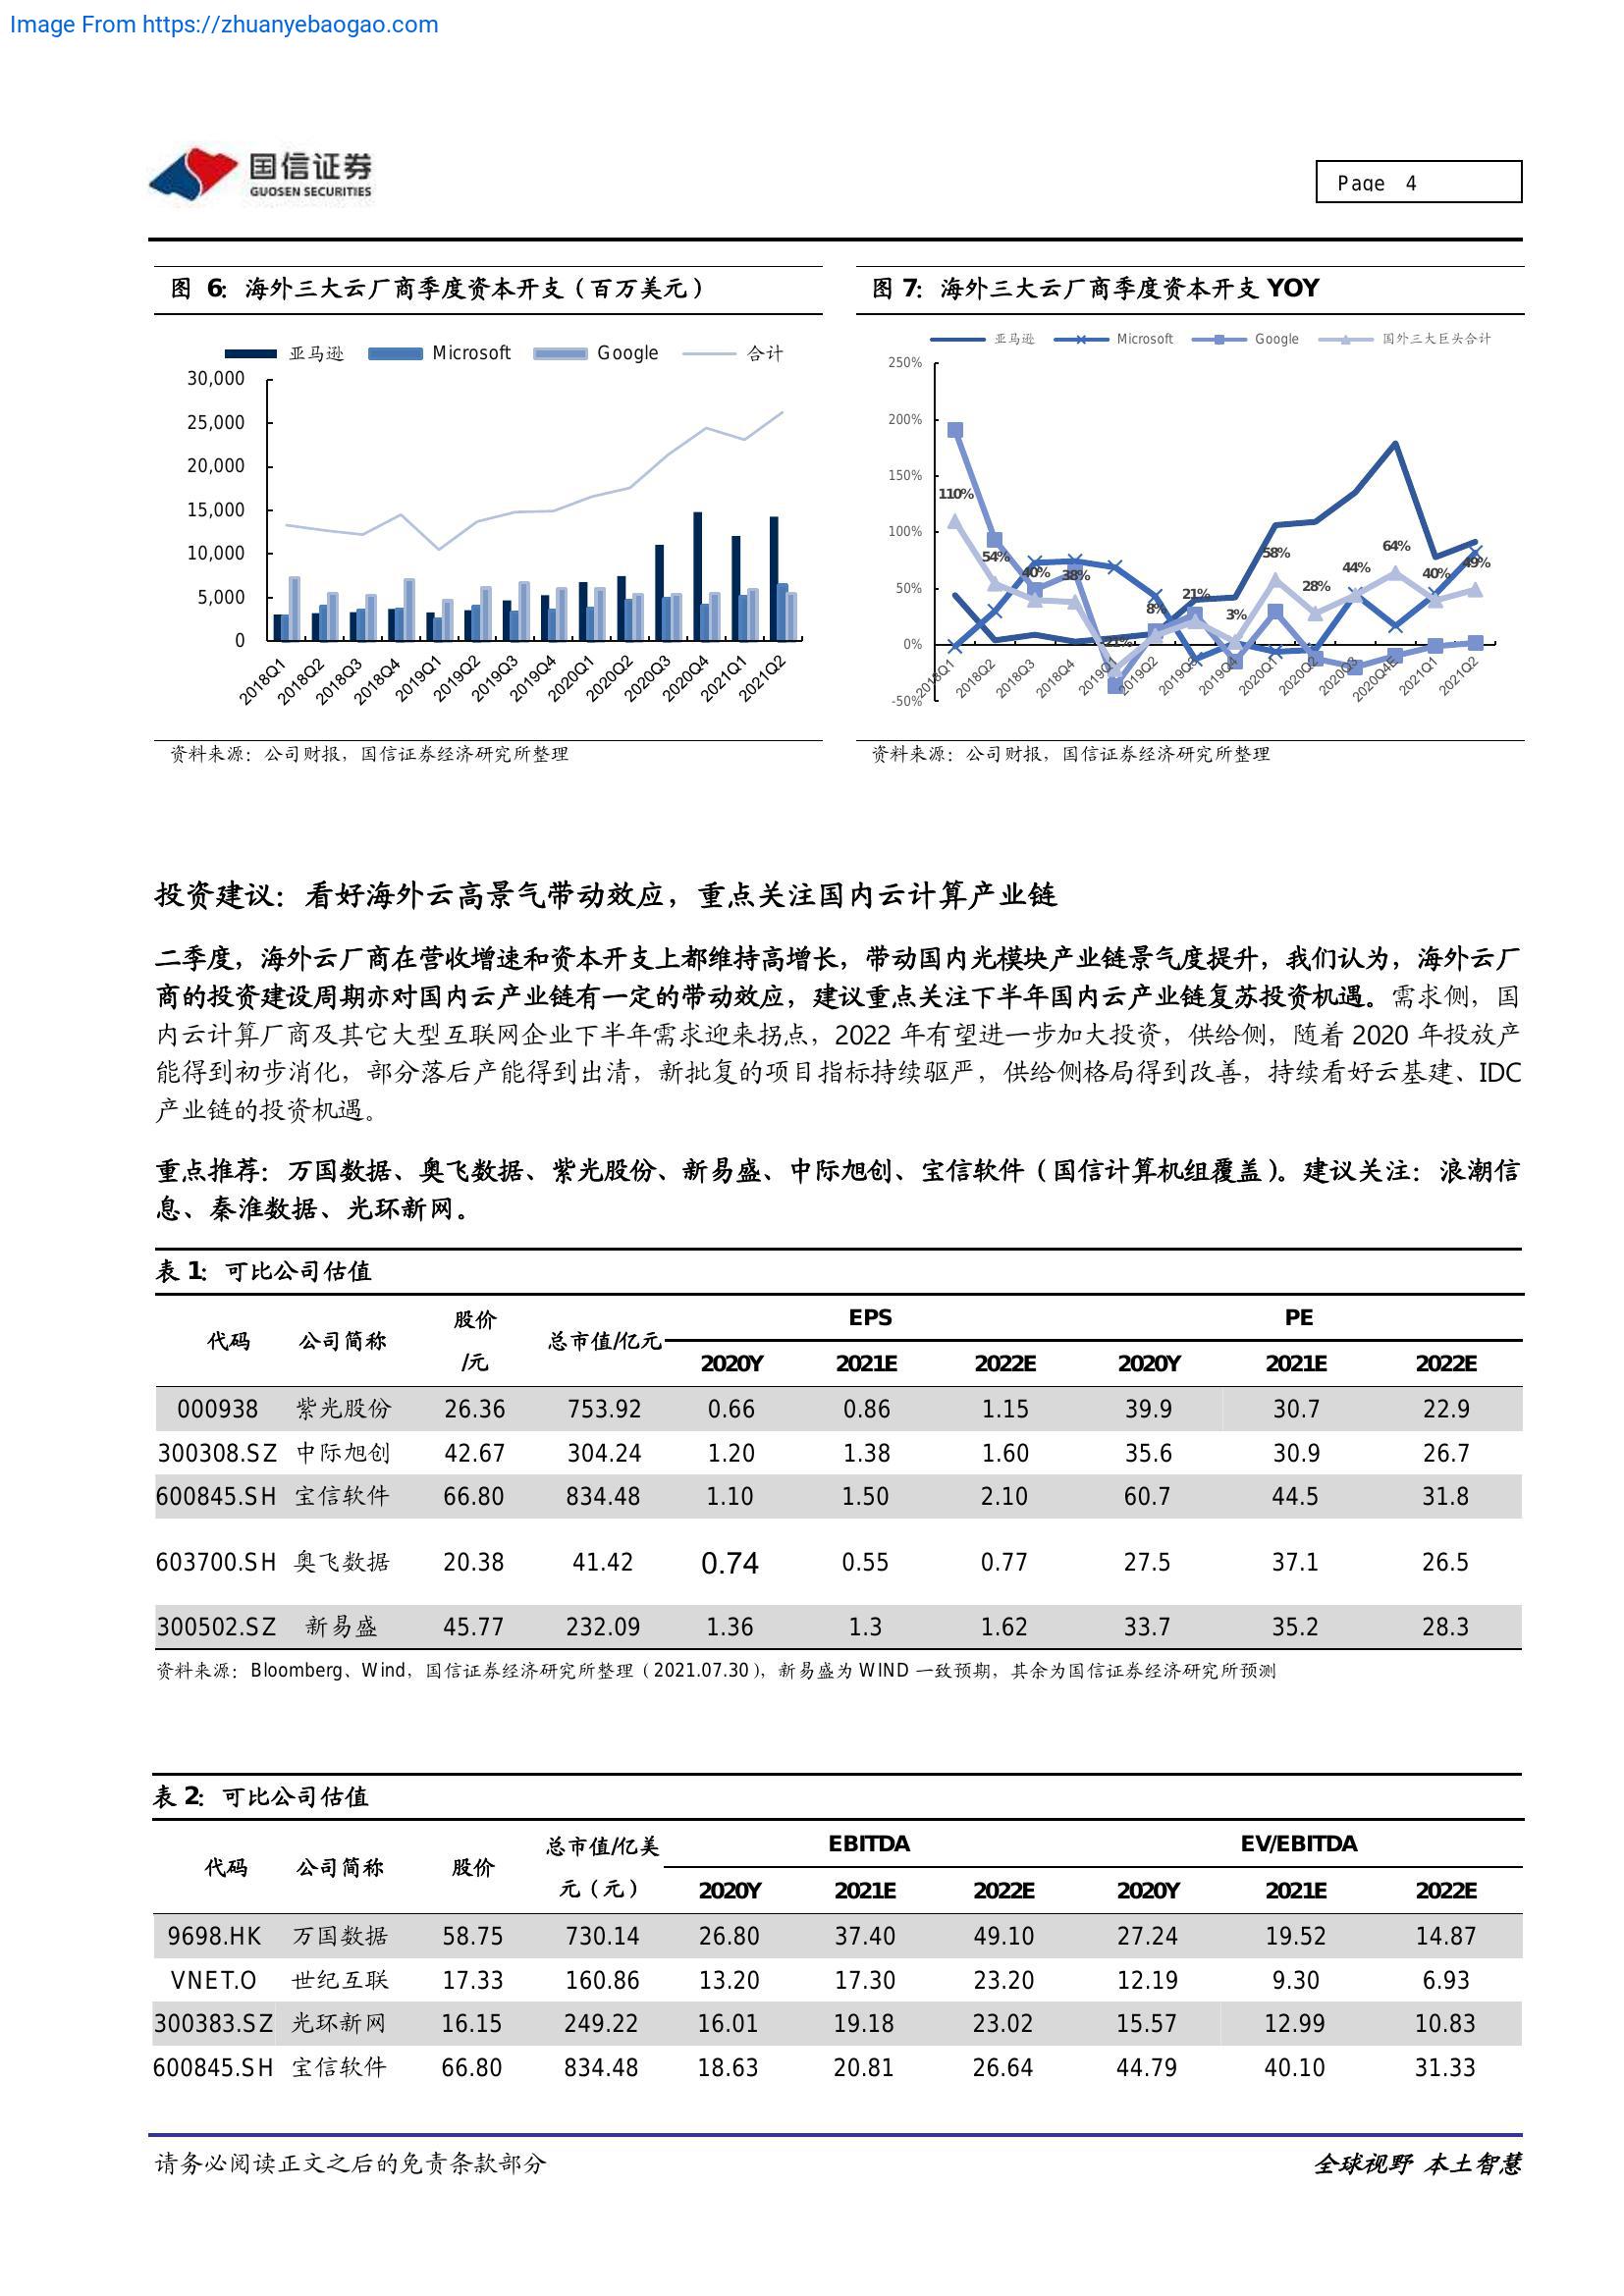 Image From https://zhuanyebaogao.com
国信证券
GUOSEN SECURITIES
Page 4
图 6：海外三大云厂商季度资本开支（百万美元）
亚马逊 Microsoft Google 合计
30,000
25,000
20,000
15,000
10,000
5,000
0
2018Q1 2018Q2 2018Q3 2018Q4 2019Q1 2019Q2 2019Q3 2019Q4 2020Q1 2020Q2 2020Q3 2020Q4 2021Q1 2021Q2
资料来源：公司财报，国信证券经济研究所整理
图 7：海外三大云厂商季度资本开支 YOY
亚马逊 Microsoft Google 国外三大巨头合计
250%
200%
150%
100%
50%
0%
-50%
110% 54% 40% 38% -21% 8% 21% 3% 58% 28% 44% 64% 40% 49%
2018Q1 2018Q2 2018Q3 2018Q4 2019Q1 2019Q2 2019Q3 2019Q4 2020Q1 2020Q2 2020Q3 2020Q4E 2021Q1 2021Q2
资料来源：公司财报，国信证券经济研究所整理
投资建议：看好海外云高景气带动效应，重点关注国内云计算产业链
二季度，海外云厂商在营收增速和资本开支上都维持高增长，带动国内光模块产业链景气度提升，我们认为，海外云厂
商的投资建设周期亦对国内云产业链有一定的带动效应，建议重点关注下半年国内云产业链复苏投资机遇。需求侧，国
内云计算厂商及其它大型互联网企业下半年需求迎来拐点，2022 年有望进一步加大投资，供给侧，随着 2020 年投放产
能得到初步消化，部分落后产能得到出清，新批复的项目指标持续驱严，供给侧格局得到改善，持续看好云基建、IDC
产业链的投资机遇。
重点推荐：万国数据、奥飞数据、紫光股份、新易盛、中际旭创、宝信软件（国信计算机组覆盖）。建议关注：浪潮信
息、秦淮数据、光环新网。
表 1：可比公司估值
代码 公司简称 股价/元 总市值/亿元 EPS PE
2020Y 2021E 2022E 2020Y 2021E 2022E
000938 紫光股份 26.36 753.92 0.66 0.86 1.15 39.9 30.7 22.9
300308.SZ 中际旭创 42.67 304.24 1.20 1.38 1.60 35.6 30.9 26.7
600845.SH 宝信软件 66.80 834.48 1.10 1.50 2.10 60.7 44.5 31.8
603700.SH 奥飞数据 20.38 41.42 0.74 0.55 0.77 27.5 37.1 26.5
300502.SZ 新易盛 45.77 232.09 1.36 1.3 1.62 33.7 35.2 28.3
资料来源：Bloomberg、Wind，国信证券经济研究所整理（2021.07.30），新易盛为 WIND 一致预期，其余为国信证券经济研究所预测
表 2：可比公司估值
代码 公司简称 股价 总市值/亿美元（元） EBITDA EV/EBITDA
2020Y 2021E 2022E 2020Y 2021E 2022E
9698.HK 万国数据 58.75 730.14 26.80 37.40 49.10 27.24 19.52 14.87
VNET.O 世纪互联 17.33 160.86 13.20 17.30 23.20 12.19 9.30 6.93
300383.SZ 光环新网 16.15 249.22 16.01 19.18 23.02 15.57 12.99 10.83
600845.SH 宝信软件 66.80 834.48 18.63 20.81 26.64 44.79 40.10 31.33
请务必阅读正文之后的免责条款部分
全球视野 本土智慧